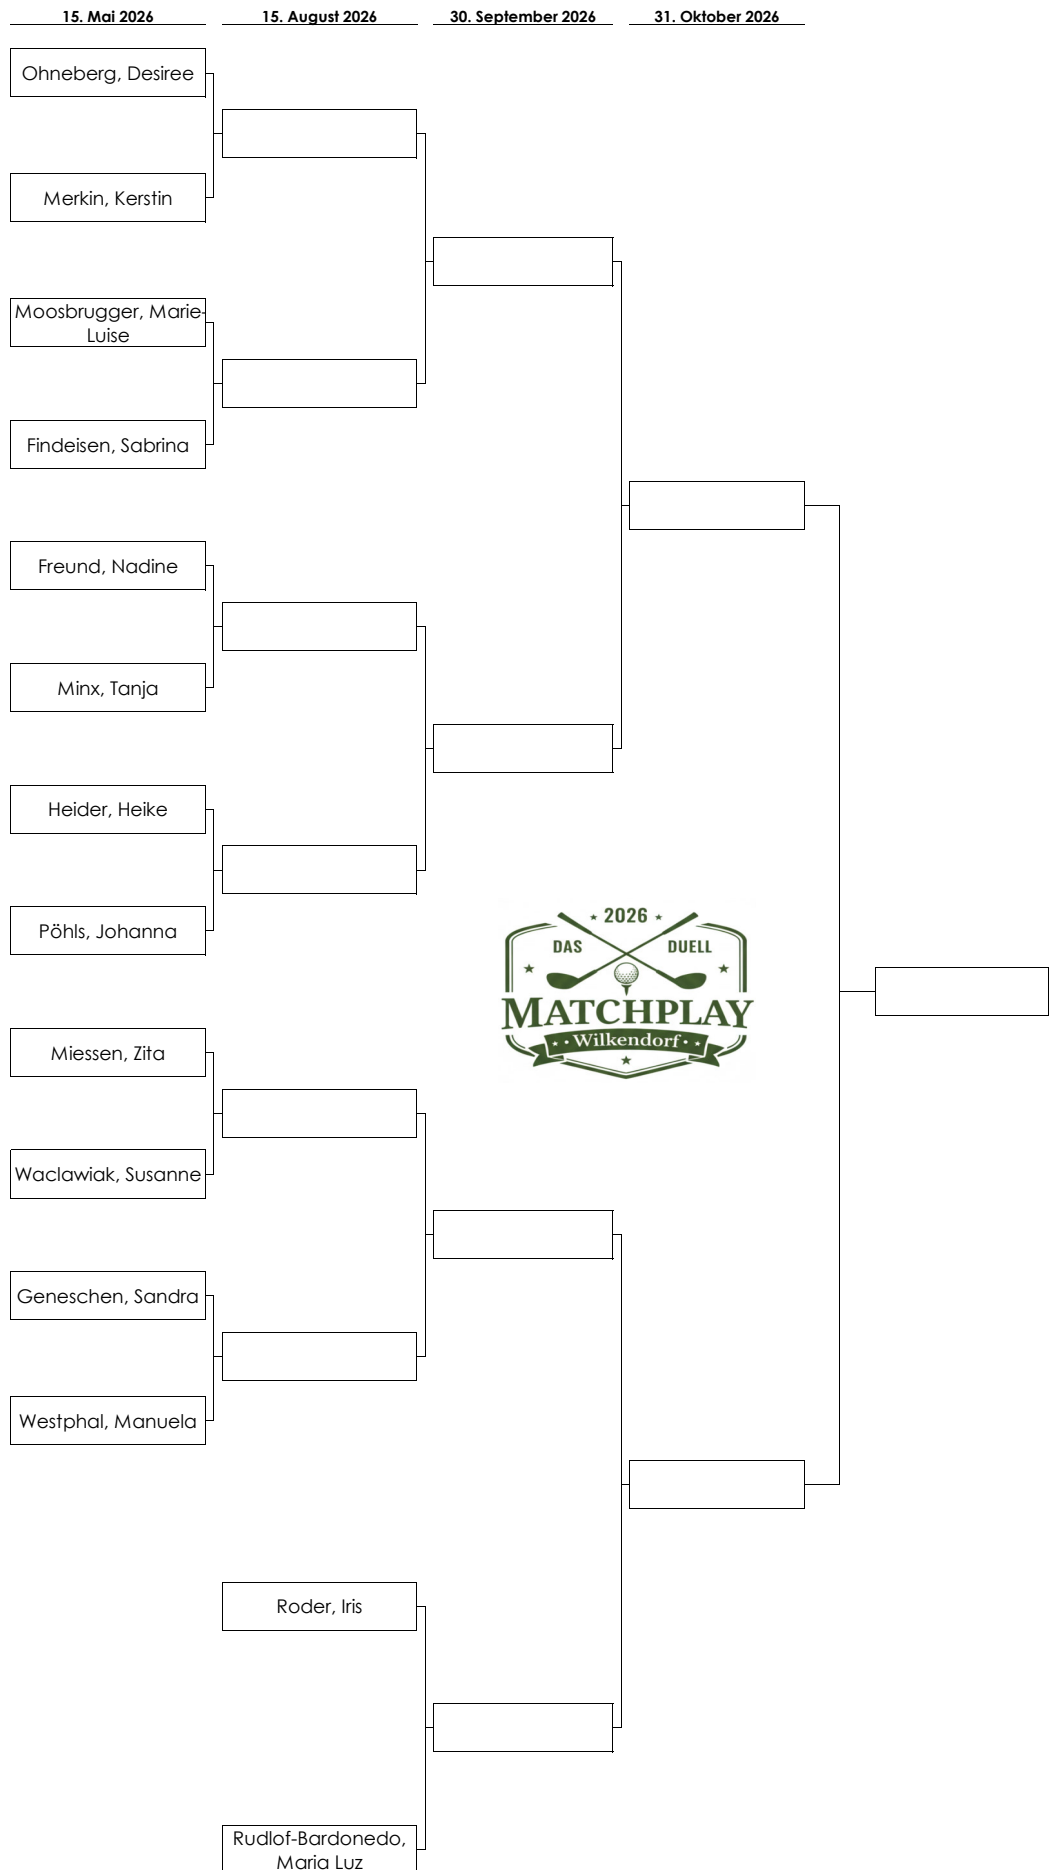 15. Mai 2026
15. August 2026
30. September 2026
31. Oktober 2026
Ohneberg, Desiree
Merkin, Kerstin
Moosbrugger, Marie-
Luise
Findeisen, Sabrina
Freund, Nadine
Minx, Tanja
Heider, Heike
Pöhls, Johanna
2026
DAS
DUELL
MATCHPLAY
Wilkendorf
Miessen, Zita
Waclawiak, Susanne
Geneschen, Sandra
Westphal, Manuela
Roder, Iris
Rudlof-Bardonedo,
Maria Luz